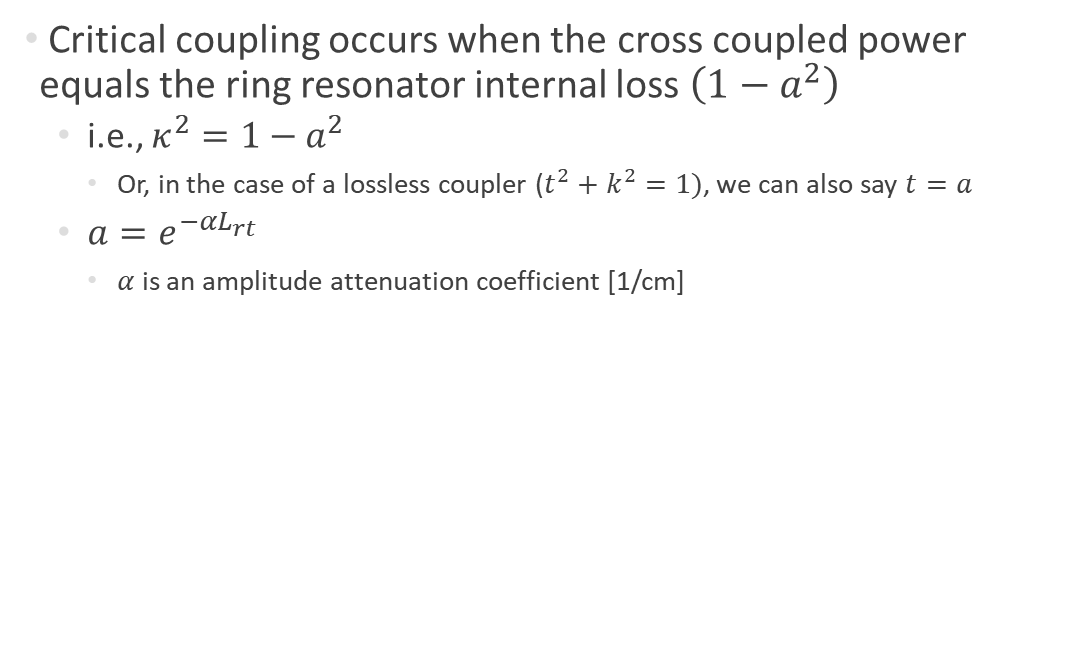 • Critical coupling occurs when the cross coupled power
equals the ring resonator internal loss (1 − a²)
• i.e., κ² = 1 − a²
• Or, in the case of a lossless coupler (t² + k² = 1), we can also say t = a
• a = e^{−αL_{rt}}
• α is an amplitude attenuation coefficient [1/cm]